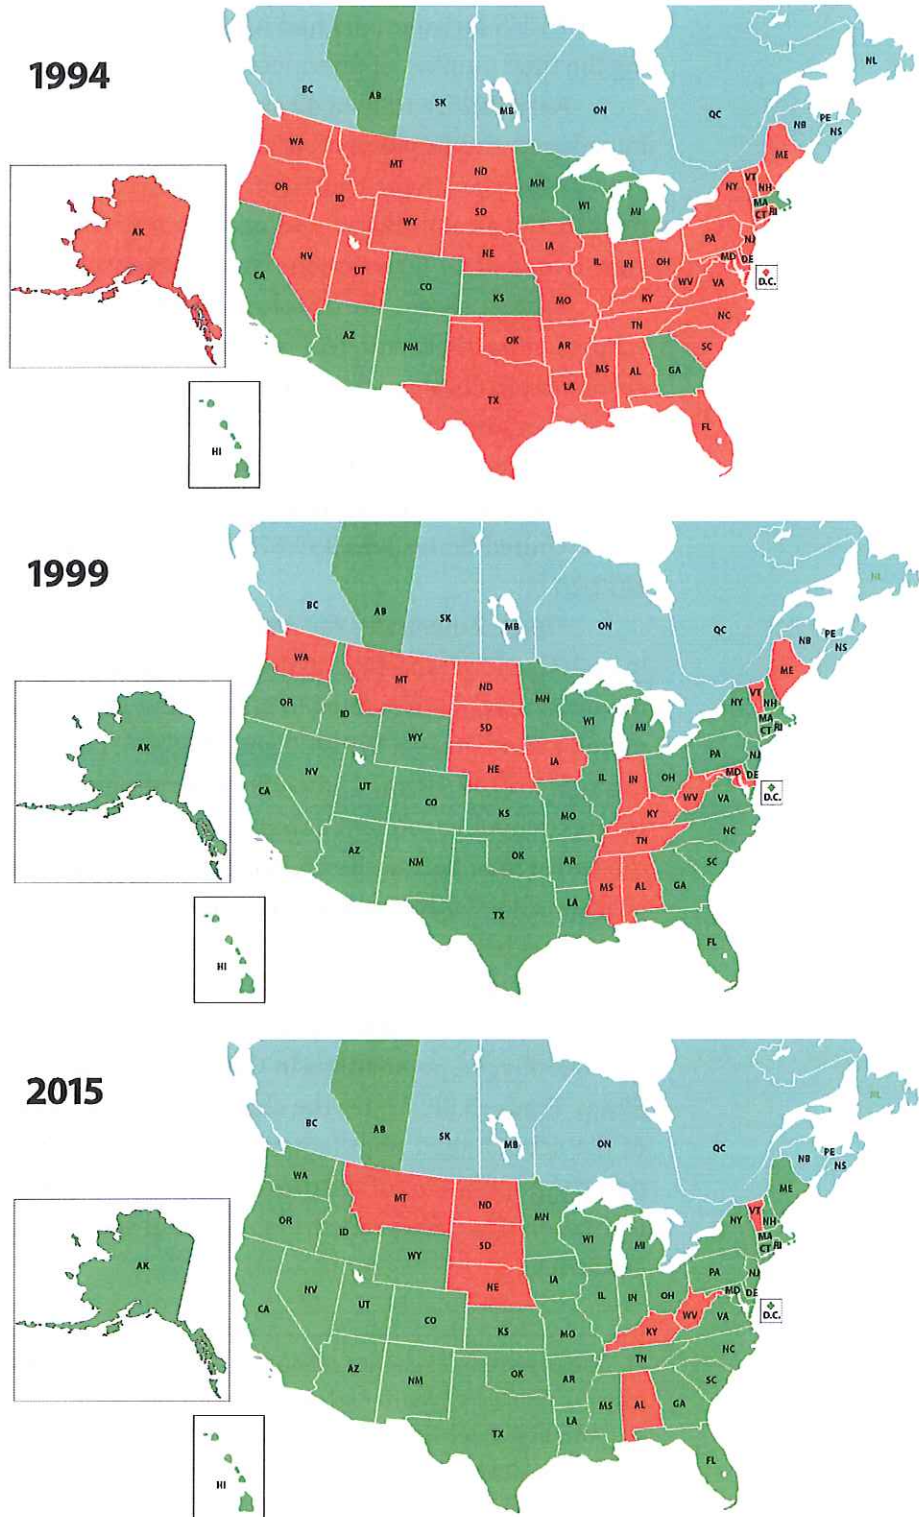 1994
NL
BC
AB
SK
MB
ON
QC
NB
PE
NS
WA
MT
ND
MN
ME
VT
NH
NY
MA
CT
RI
OR
ID
SD
WI
MI
WY
PA
NJ
IA
NE
AK
NV
UT
IL
IN
OH
MD
DE
D.C.
CA
CO
KS
MO
WV
VA
KY
NC
TN
AZ
NM
OK
AR
SC
MS
AL
GA
LA
TX
FL
HI
1999
NL
BC
AB
SK
MB
ON
QC
NB
PE
NS
WA
MT
ND
MN
ME
VT
NH
NY
MA
CT
RI
OR
ID
SD
WI
MI
WY
PA
NJ
IA
NE
AK
NV
UT
IL
IN
OH
MD
DE
D.C.
CA
CO
KS
MO
WV
VA
KY
NC
TN
AZ
NM
OK
AR
SC
MS
AL
GA
LA
TX
FL
HI
2015
NL
BC
AB
SK
MB
ON
QC
NB
PE
NS
WA
MT
ND
MN
ME
VT
NH
NY
MA
CT
RI
OR
ID
SD
WI
MI
WY
PA
NJ
IA
NE
AK
NV
UT
IL
IN
OH
MD
DE
D.C.
CA
CO
KS
MO
WV
VA
KY
NC
TN
AZ
NM
OK
AR
SC
MS
AL
GA
LA
TX
FL
HI